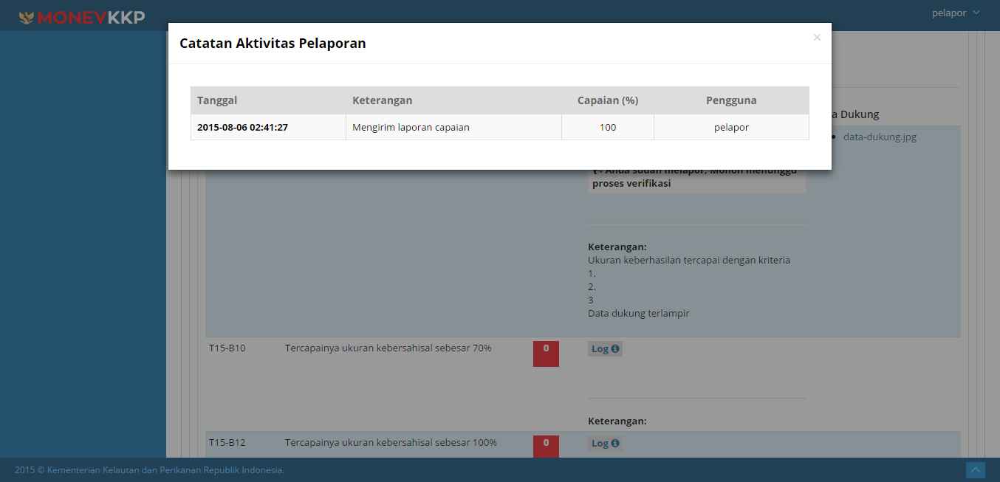 MONEVKKP
pelapor
Catatan Aktivitas Pelaporan
×
Tanggal Keterangan Capaian (%) Pengguna
2015-08-06 02:41:27 Mengirim laporan capaian 100 pelapor
a Dukung
data-dukung.jpg
Anda sudah melapor, Mohon menunggu
proses verifikasi
Keterangan:
Ukuran keberhasilan tercapai dengan kriteria
1.
2.
3
Data dukung terlampir
T15-B10 Tercapainya ukuran kebersahisal sebesar 70% 0 Log
Keterangan:
T15-B12 Tercapainya ukuran kebersahisal sebesar 100% 0 Log
2015 © Kementerian Kelautan dan Perikanan Republik Indonesia.